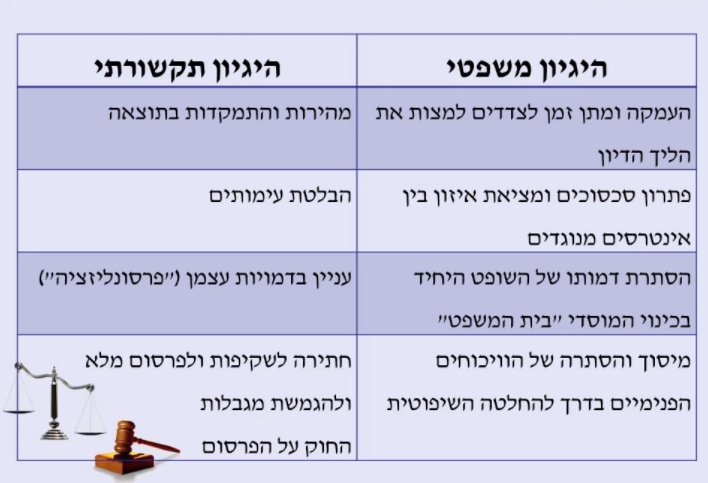 היגיון משפטי
היגיון תקשורתי
העמקה ומתן זמן לצדדים למצות את
הליך הדיון
מהירות והתמקדות בתוצאה
פתרון סכסוכים ומציאת איזון בין
אינטרסים מנוגדים
הבלטת עימותים
הסתרת דמותו של השופט היחיד
בכינוי המוסדי "בית המשפט"
עניין בדמויות עצמן ("פרסונליזציה")
מיסוך והסתרה של הוויכוחים
הפנימיים בדרך להחלטה השיפוטית
חתירה לשקיפות ולפרסום מלא
ולהגמשת מגבלות
החוק על הפרסום